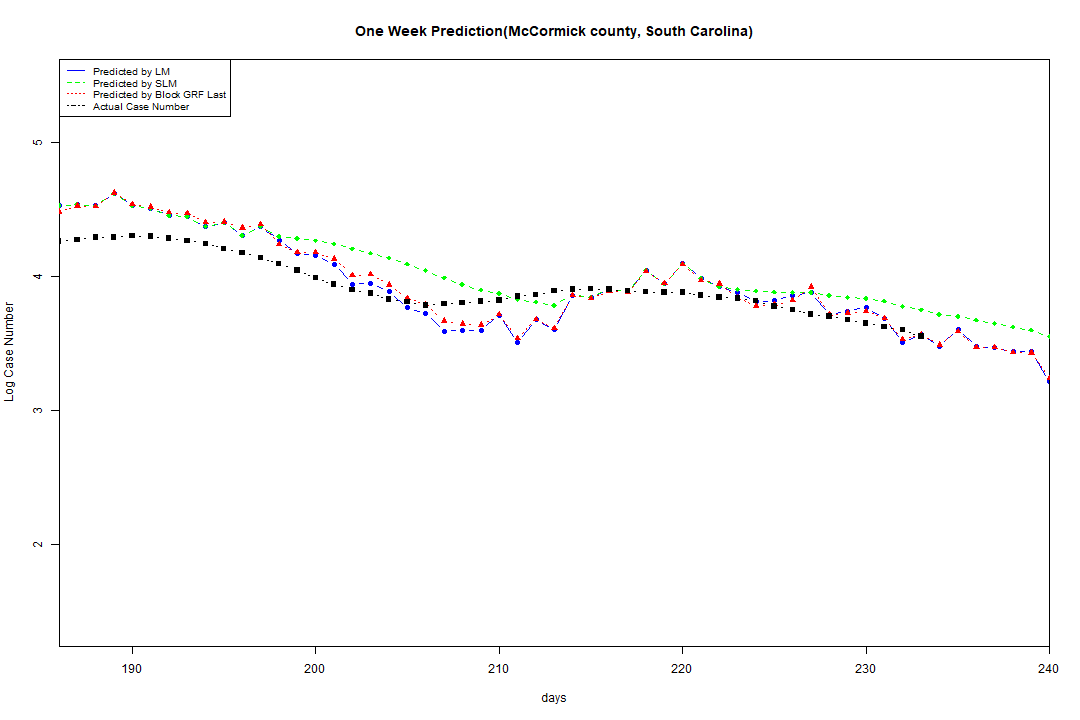 One Week Prediction(McCormick county, South Carolina)
Predicted by LM
Predicted by SLM
Predicted by Block GRF Last
Actual Case Number
5
4
3
2
Log Case Number
190
200
210
220
230
240
days